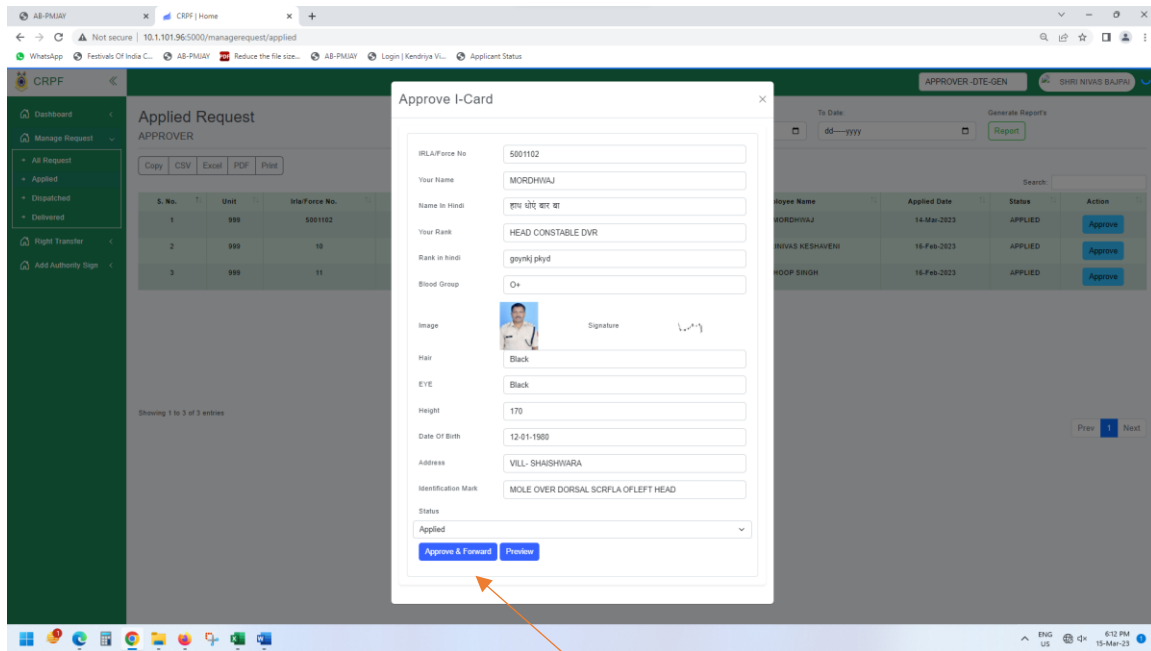 AB-PMJAY
CRPF | Home
Not secure | 10.1.101.96:5000/managerequest/applied
WhatsApp Festivals Of India C... AB-PMJAY Reduce the file size... AB-PMJAY Login | Kendriya Vi... Applicant Status
CRPF
APPROVER -DTE-GEN
SHRI NIVAS BAJPAI
Dashboard
Manage Request
All Request
Applied
Dispatched
Delivered
Right Transfer
Add Authenty Sign
Applied Request
APPROVER
To Date:
dd----yyyy
Generate Report's
Report
Copy CSV Excel PDF Print
Search:
S. No. Unit Irla/Force No. loyee Name Applied Date Status Action
1 999 5001102 MORDHWAJ 14-Mar-2023 APPLIED Approve
2 999 10 INIVAS KESHAVENI 16-Feb-2023 APPLIED Approve
3 999 11 HOOP SINGH 16-Feb-2023 APPLIED Approve
Showing 1 to 3 of 3 entries
Prev 1 Next
Approve I-Card
IRLA/Force No 5001102
Your Name MORDHWAJ
Name In Hindi हाथ धोएं बार बा
Your Rank HEAD CONSTABLE DVR
Rank in hindi goynkj pkyd
Blood Group O+
Image Signature
Hair Black
EYE Black
Height 170
Date Of Birth 12-01-1980
Address VILL- SHAISHWARA
Identification Mark MOLE OVER DORSAL SCRFLA OFLEFT HEAD
Status
Applied
Approve & Forward Preview
ENG
US
6:12 PM
15-Mar-23